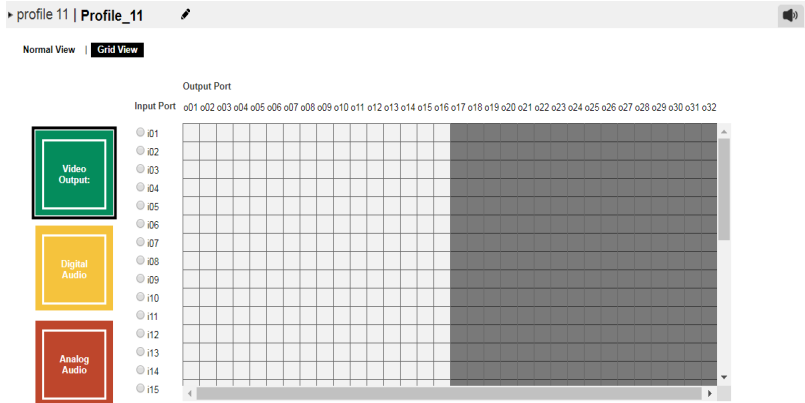 profile 11 | Profile_11
Normal View | Grid View
Output Port
Input Port o01 o02 o03 o04 o05 o06 o07 o08 o09 o10 o11 o12 o13 o14 o15 o16 o17 o18 o19 o20 o21 o22 o23 o24 o25 o26 o27 o28 o29 o30 o31 o32
i01
i02
i03
i04
i05
i06
i07
i08
i09
i10
i11
i12
i13
i14
i15
Video
Output:
Digital
Audio
Analog
Audio